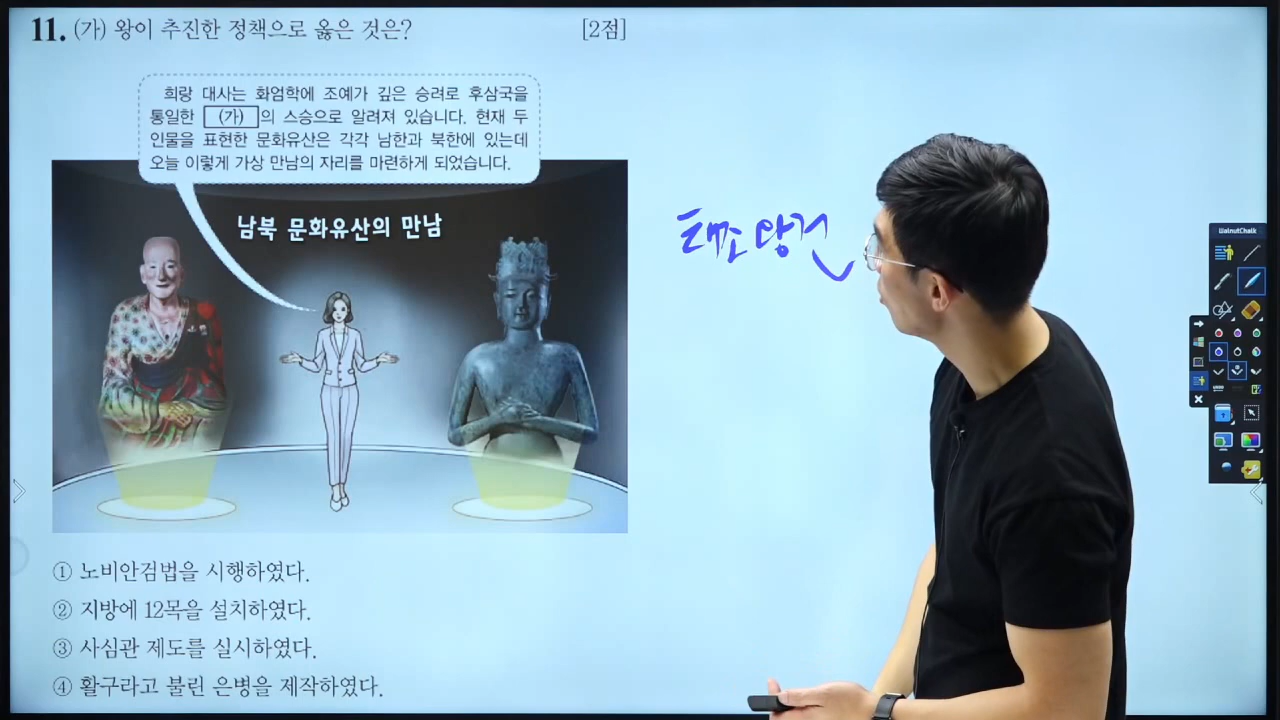 11. (가) 왕이 추진한 정책으로 옳은 것은? [2점]
희랑 대사는 화엄학에 조예가 깊은 승려로 후삼국을
통일한 (가) 의 스승으로 알려져 있습니다. 현재 두
인물을 표현한 문화유산은 각각 남한과 북한에 있는데
오늘 이렇게 가상 만남의 자리를 마련하게 되었습니다.
남북 문화유산의 만남
태조 왕건
WalnutChalk
① 노비안검법을 시행하였다.
② 지방에 12목을 설치하였다.
③ 사심관 제도를 실시하였다.
④ 활구라고 불린 은병을 제작하였다.